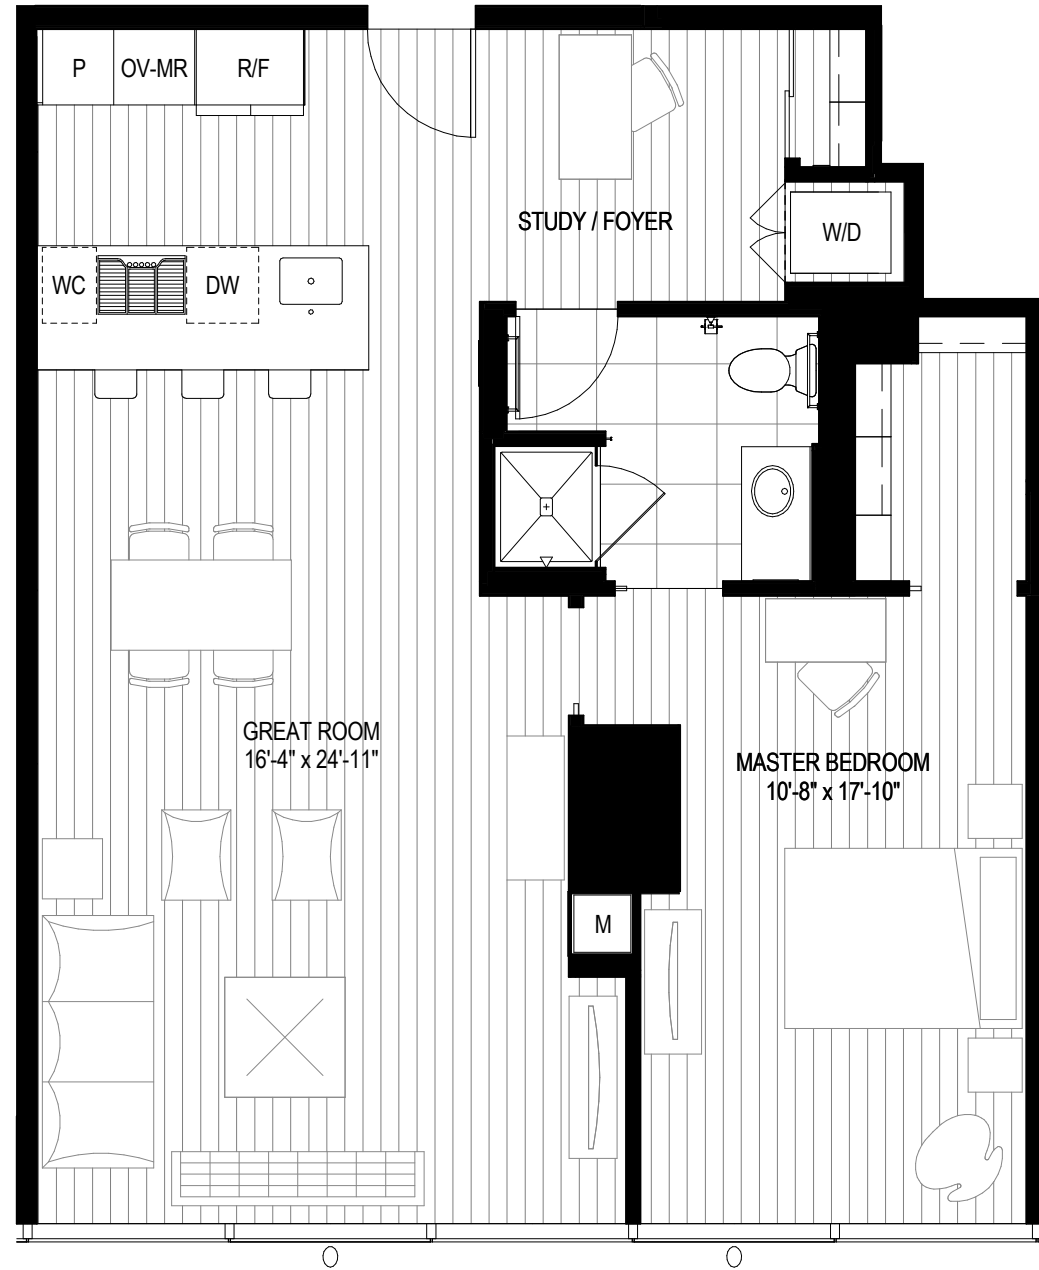 P
OV-MR
R/F
STUDY / FOYER
W/D
WC
DW
GREAT ROOM
16'-4" x 24'-11"
MASTER BEDROOM
10'-8" x 17'-10"
M